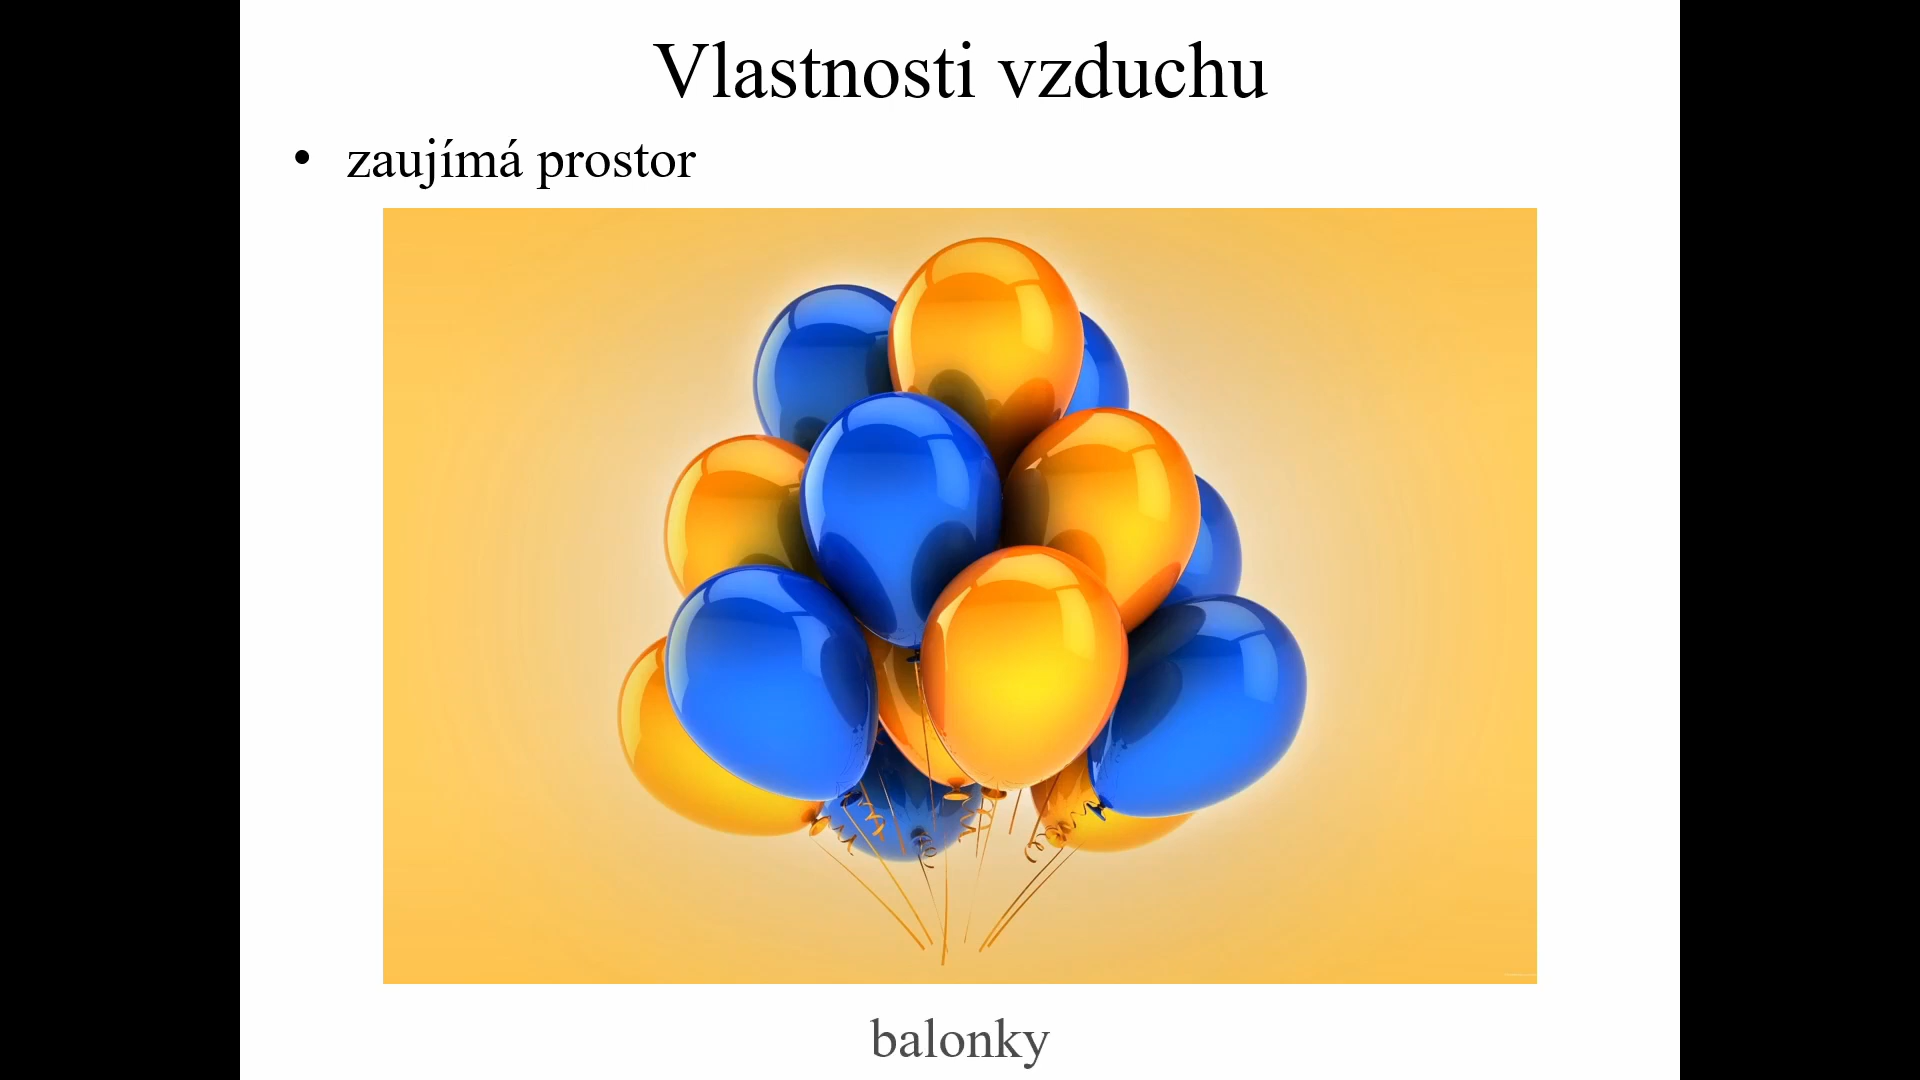 Vlastnosti vzduchu
• zaujímá prostor
balonky